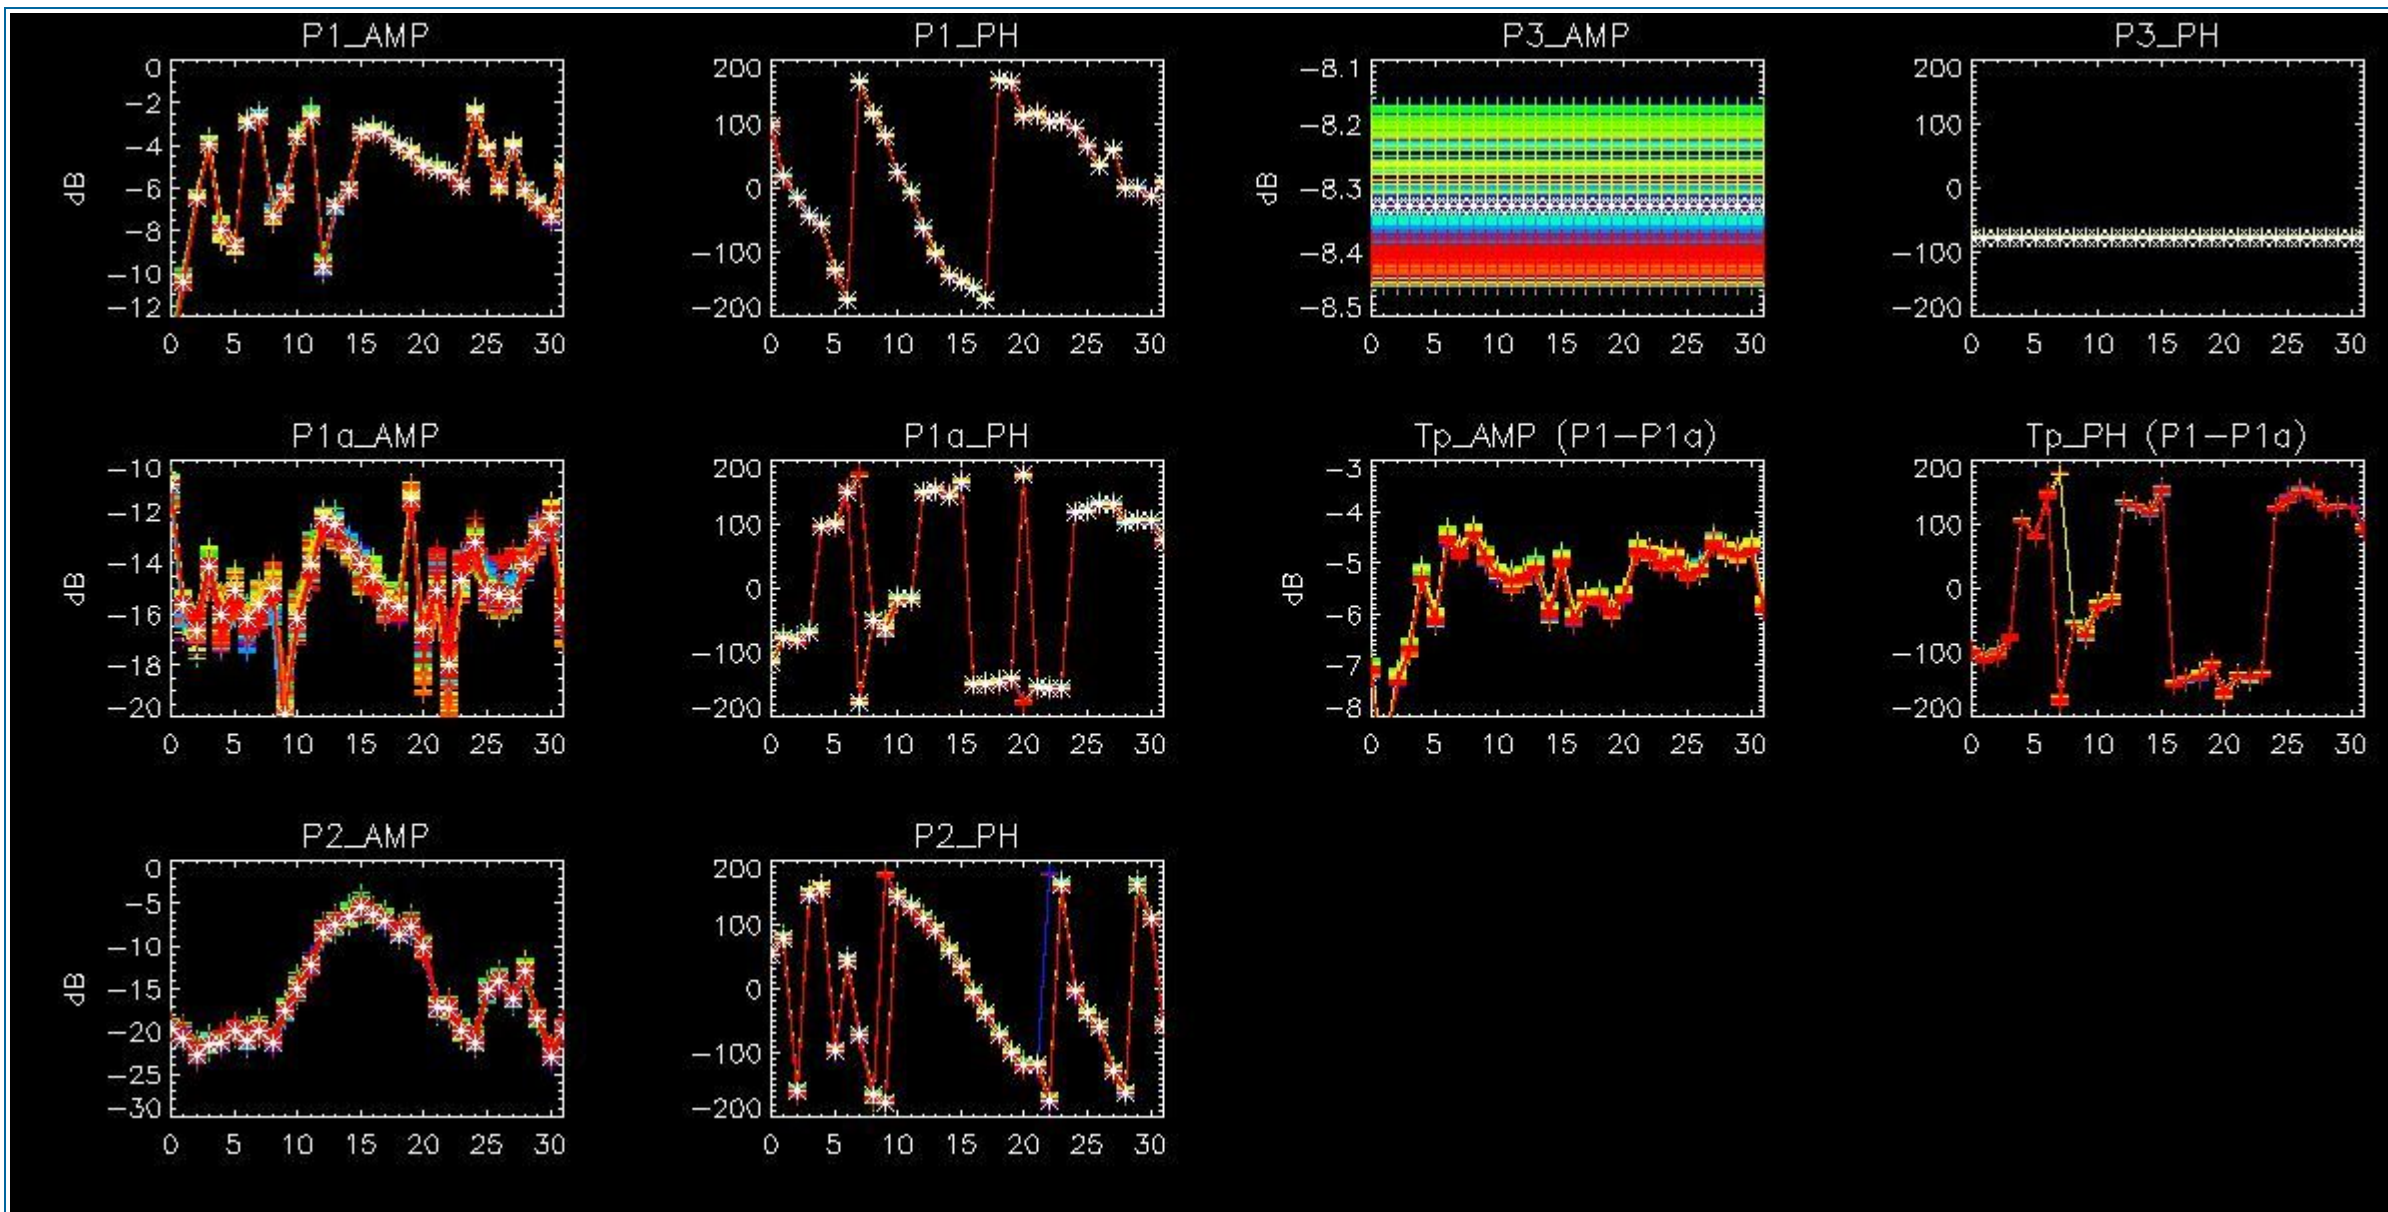 P1_AMP P1_PH P3_AMP P3_PH
0 200 −8.1 200
−2
100 −8.2 100
−4
dB 0 dB −8.3 0
−6
−8 −100 −8.4 −100
−10
−12 −200 −8.5 −200
0 5 10 15 20 25 30 0 5 10 15 20 25 30 0 5 10 15 20 25 30 0 5 10 15 20 25 30
P1a_AMP P1a_PH Tp_AMP (P1−P1a) Tp_PH (P1−P1a)
−10 200 −3 200
−12 100 −4 100
−14 −5
dB 0 dB 0
−16 −6
−18 −100 −7 −100
−20 −200 −8 −200
0 5 10 15 20 25 30 0 5 10 15 20 25 30 0 5 10 15 20 25 30 0 5 10 15 20 25 30
P2_AMP P2_PH
0 200
−5 100
−10
dB −15 0
−20 −100
−25
−30 −200
0 5 10 15 20 25 30 0 5 10 15 20 25 30